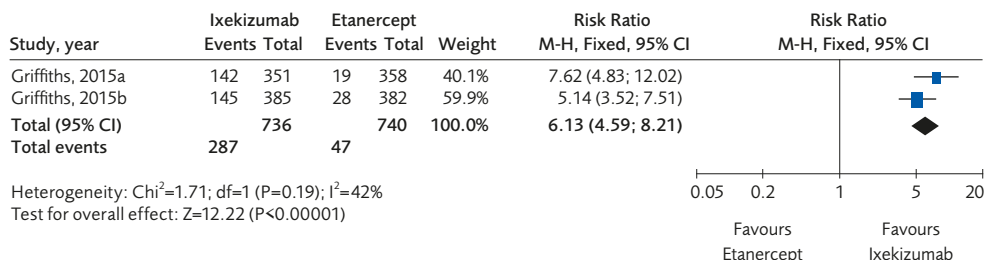 Ixekizumab Etanercept Risk Ratio Risk Ratio
Study, year Events Total Events Total Weight M-H, Fixed, 95% CI M-H, Fixed, 95% CI
Griffiths, 2015a 142 351 19 358 40.1% 7.62 (4.83; 12.02)
Griffiths, 2015b 145 385 28 382 59.9% 5.14 (3.52; 7.51)
Total (95% CI) 736 740 100.0% 6.13 (4.59; 8.21)
Total events 287 47
Heterogeneity: Chi²=1.71; df=1 (P=0.19); I²=42%
Test for overall effect: Z=12.22 (P<0.00001)
0.05 0.2 1 5 20
Favours Favours
Etanercept Ixekizumab